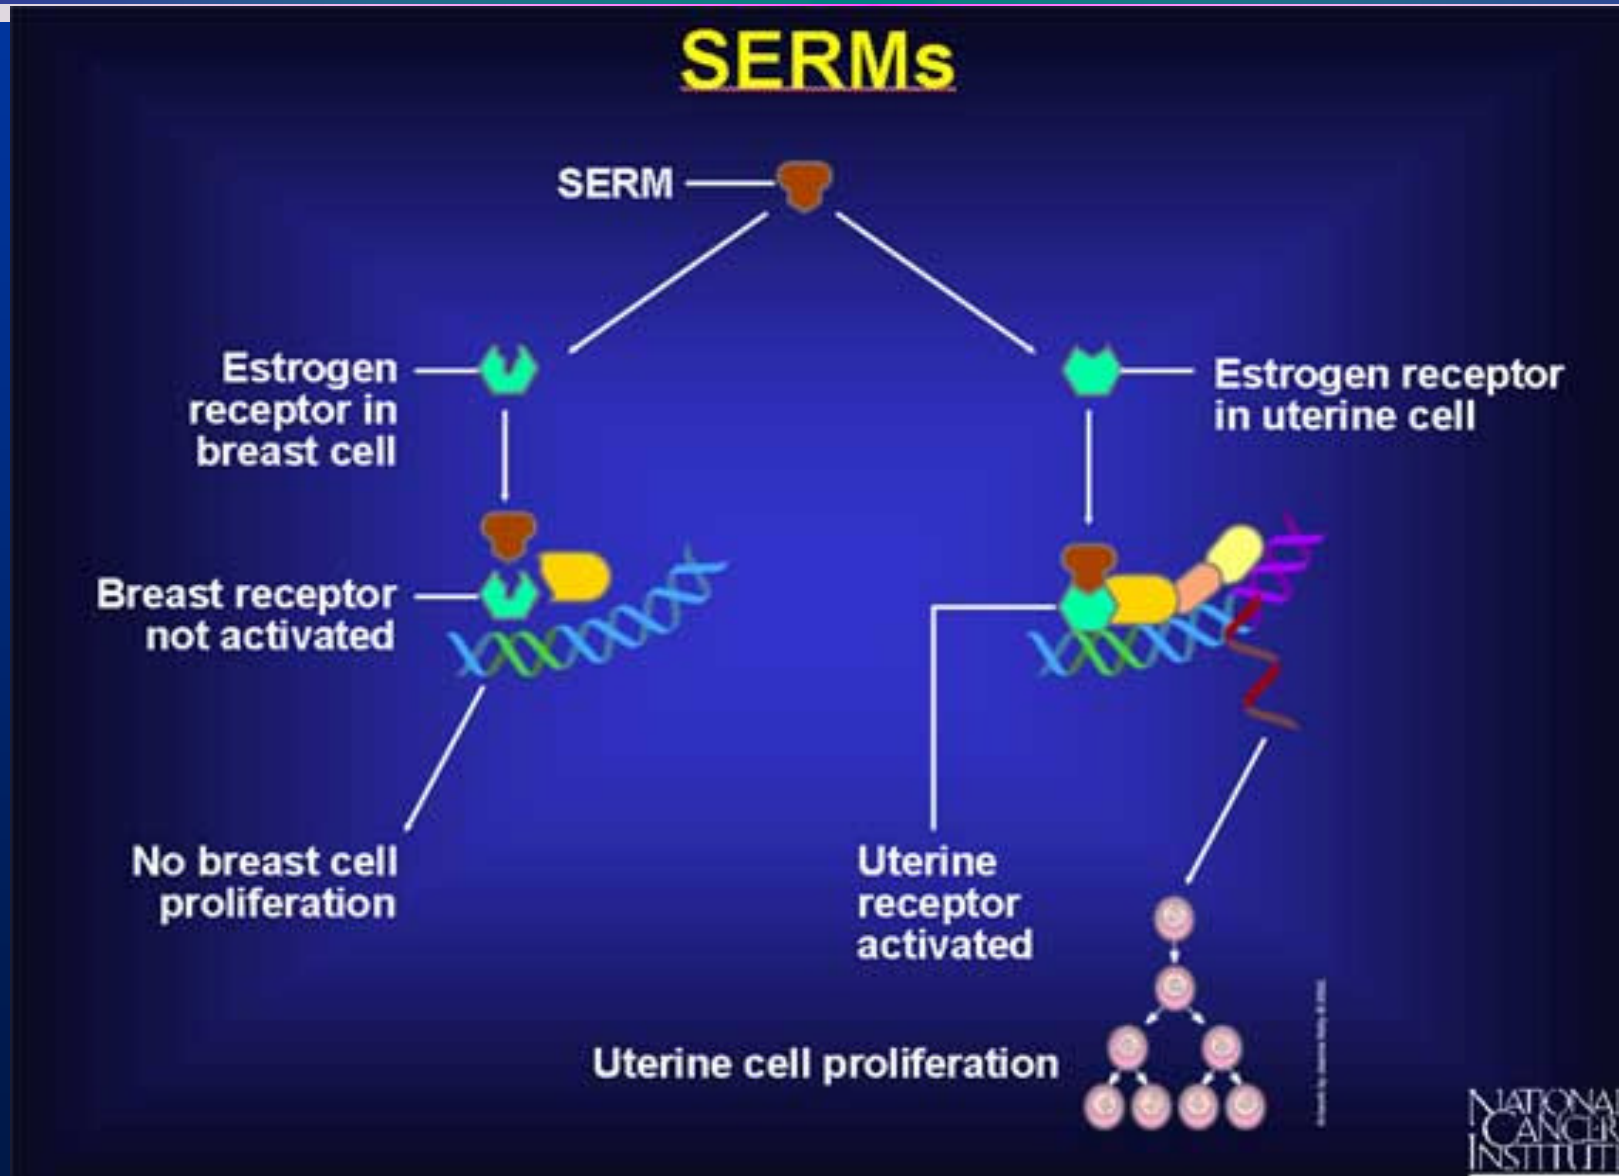 SERMs
SERM
Estrogen
receptor in
breast cell
Estrogen receptor
in uterine cell
Breast receptor
not activated
No breast cell
proliferation
Uterine
receptor
activated
Uterine cell proliferation
NATIONAL
CANCER